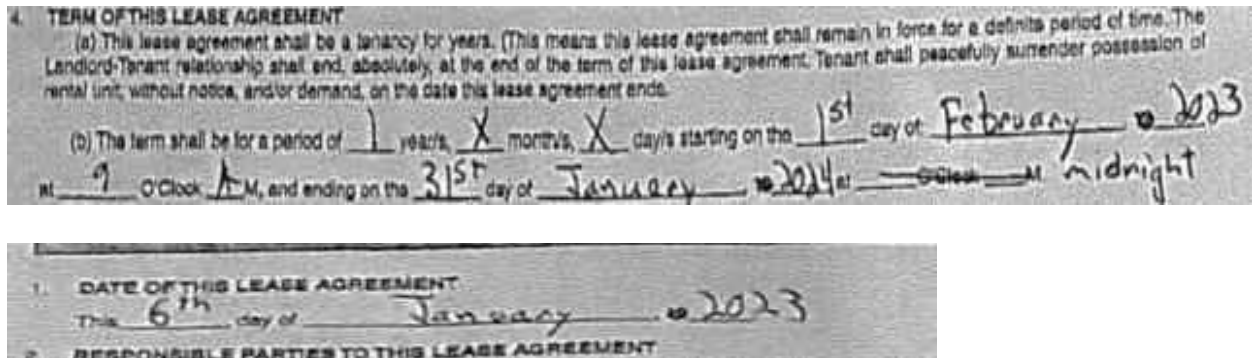 4. TERM OF THIS LEASE AGREEMENT
(a) This lease agreement shall be a tenancy for years. (This means this lease agreement shall remain in force for a definite period of time. The
Landlord-Tenant relationship shall end, absolutely, at the end of the term of this lease agreement. Tenant shall peacefully surrender possession of
rental unit, without notice, and/or demand, on the date this lease agreement ends.
(b) The term shall be for a period of 1 year/s, X month/s, X day/s starting on the 1st day of February 2023
at 9 O'Clock A M, and ending on the 31st day of January 2024 at O'Clock M midnight
1. DATE OF THIS LEASE AGREEMENT
This 6th day of January 2023
2. RESPONSIBLE PARTIES TO THIS LEASE AGREEMENT